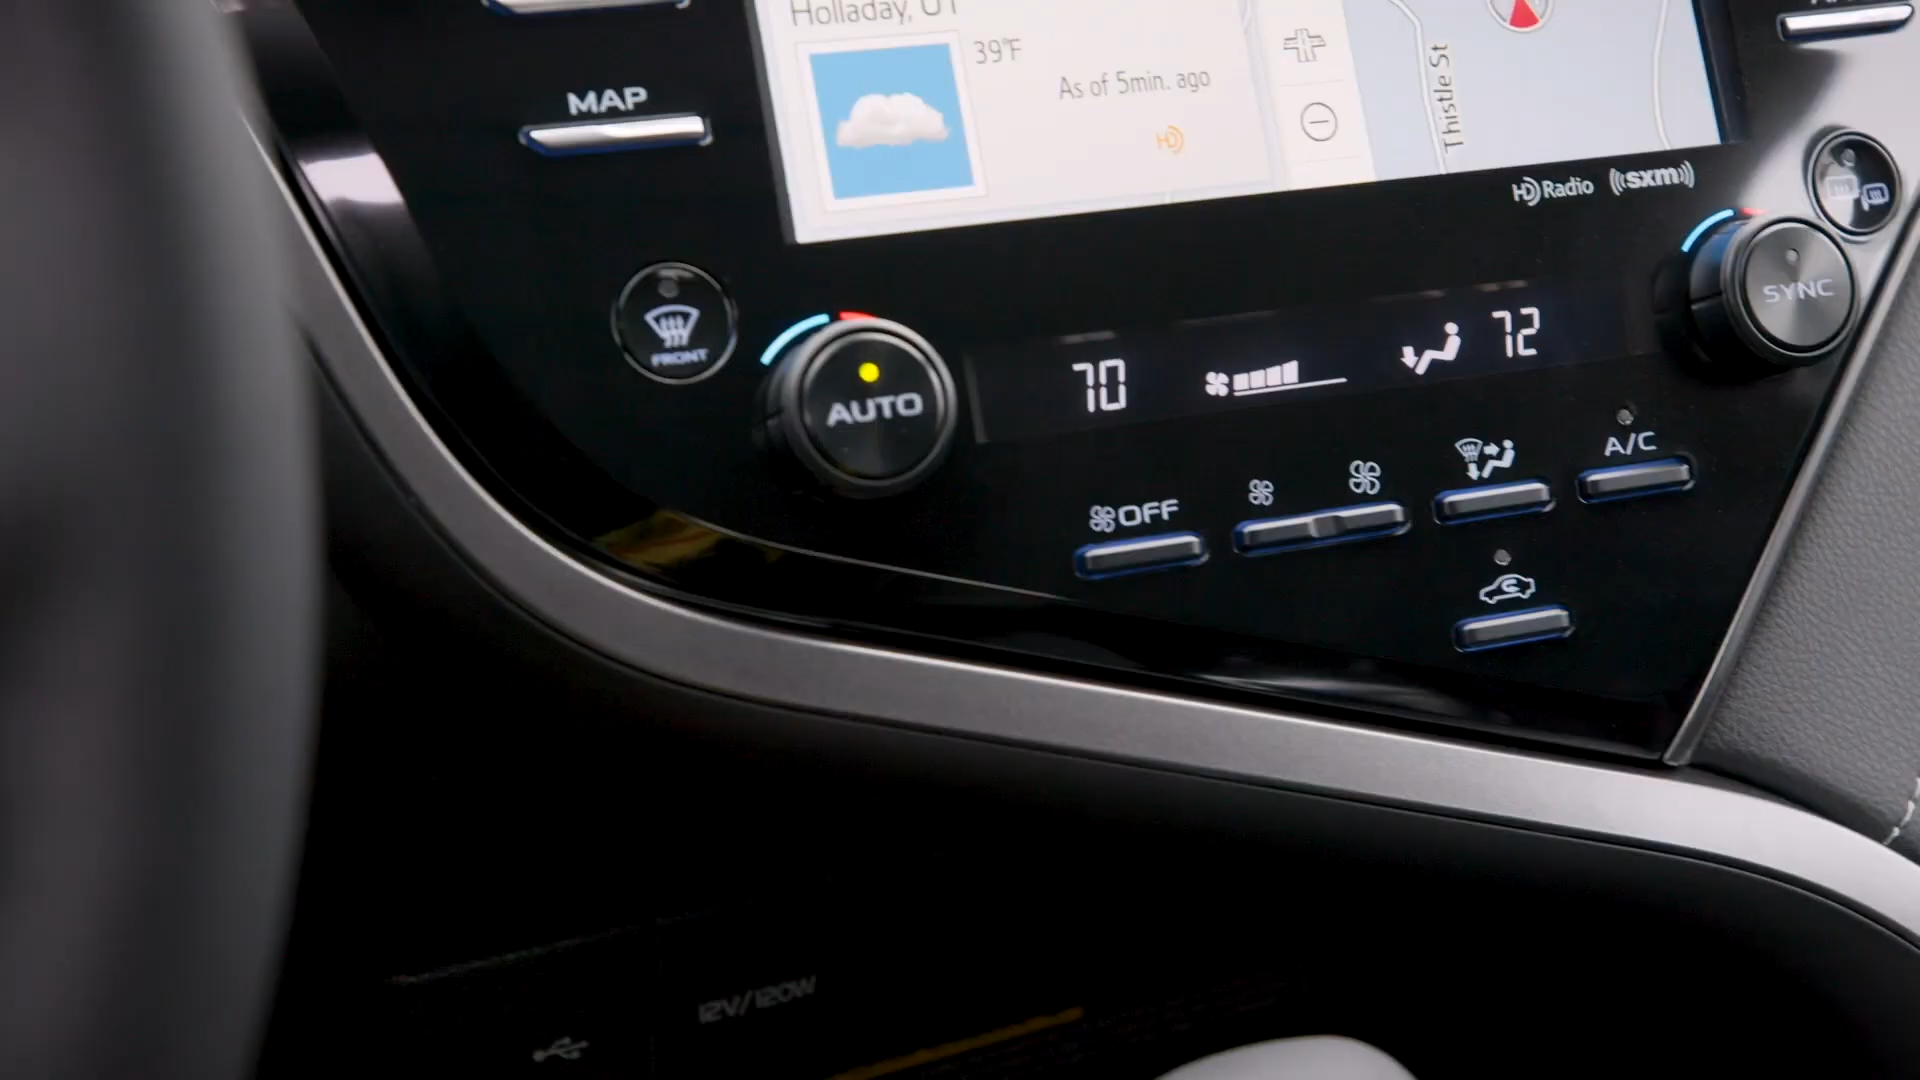 Holladay, UT
39°F
As of 5min. ago
HD
Thistle St
MAP
HD Radio
((sxm))
FRONT
AUTO
70
72
SYNC
OFF
A/C
12V/120W